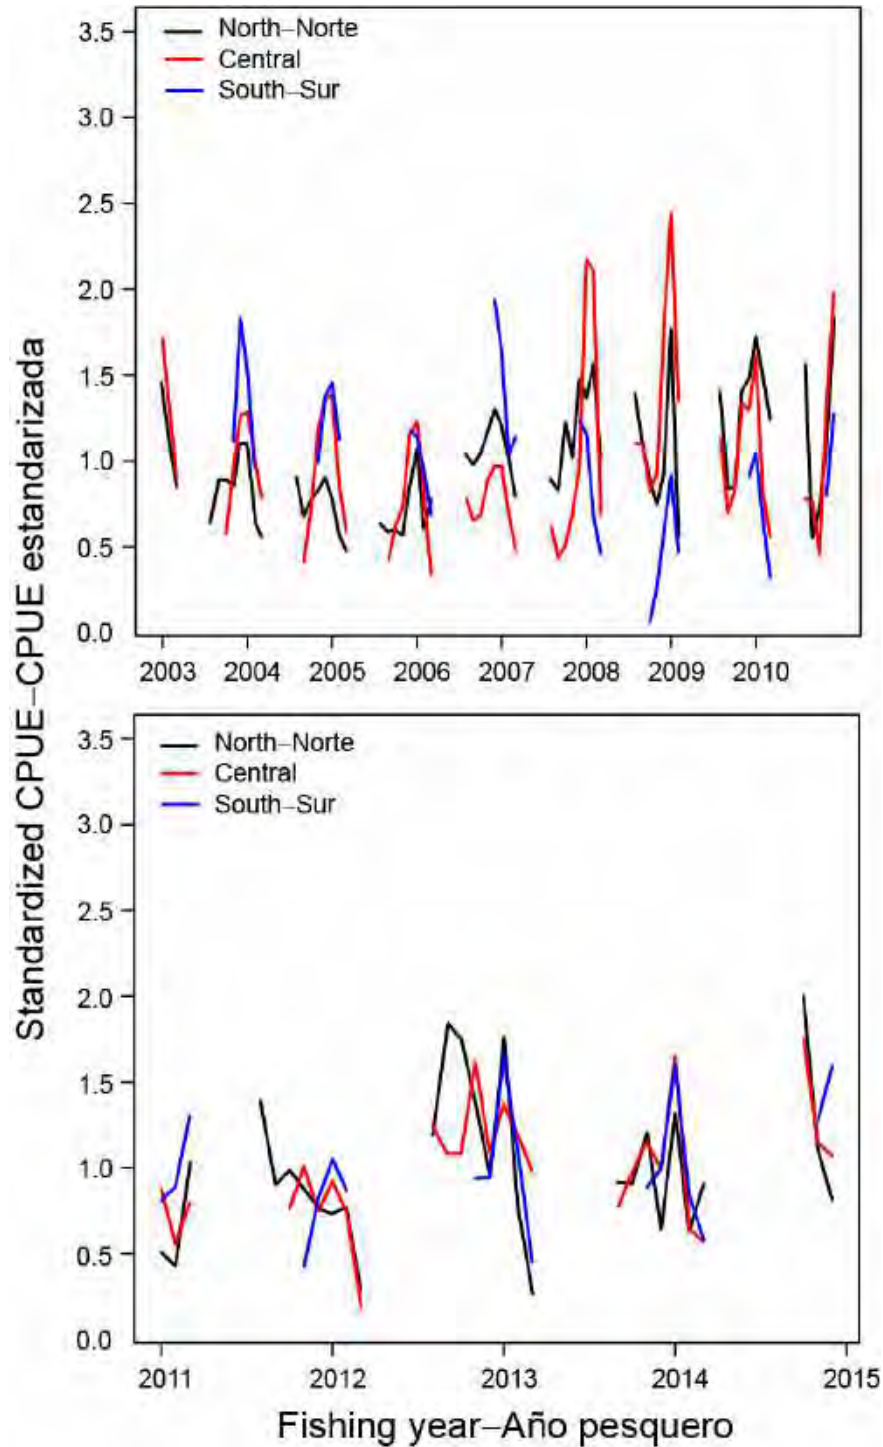 Standardized CPUE–CPUE estandarizada
3.5
3.0
2.5
2.0
1.5
1.0
0.5
0.0
North–Norte
Central
South–Sur
2003 2004 2005 2006 2007 2008 2009 2010
3.5
3.0
2.5
2.0
1.5
1.0
0.5
0.0
North–Norte
Central
South–Sur
2011 2012 2013 2014 2015
Fishing year–Año pesquero